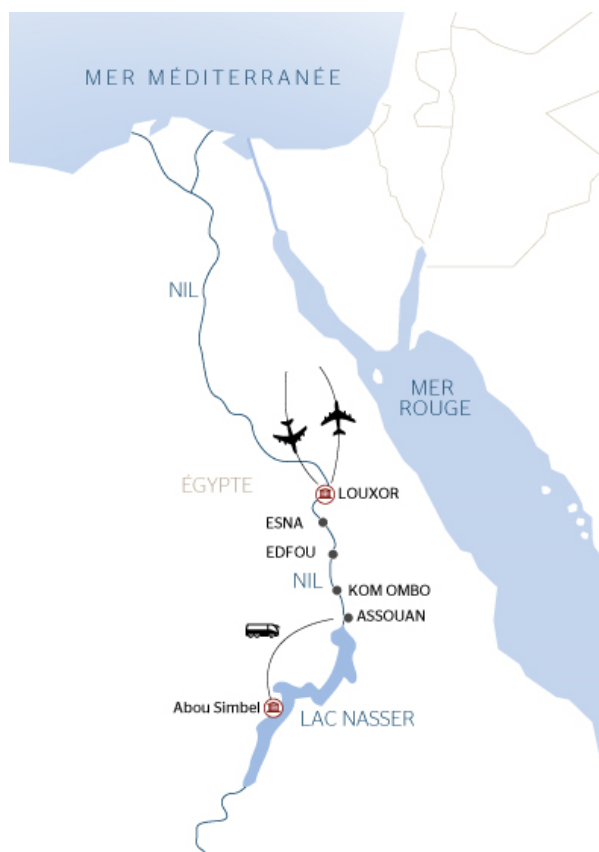 MER MÉDITERRANÉE
NIL
MER
ROUGE
ÉGYPTE
LOUXOR
ESNA
EDFOU
NIL
KOM OMBO
ASSOUAN
Abou Simbel
LAC NASSER